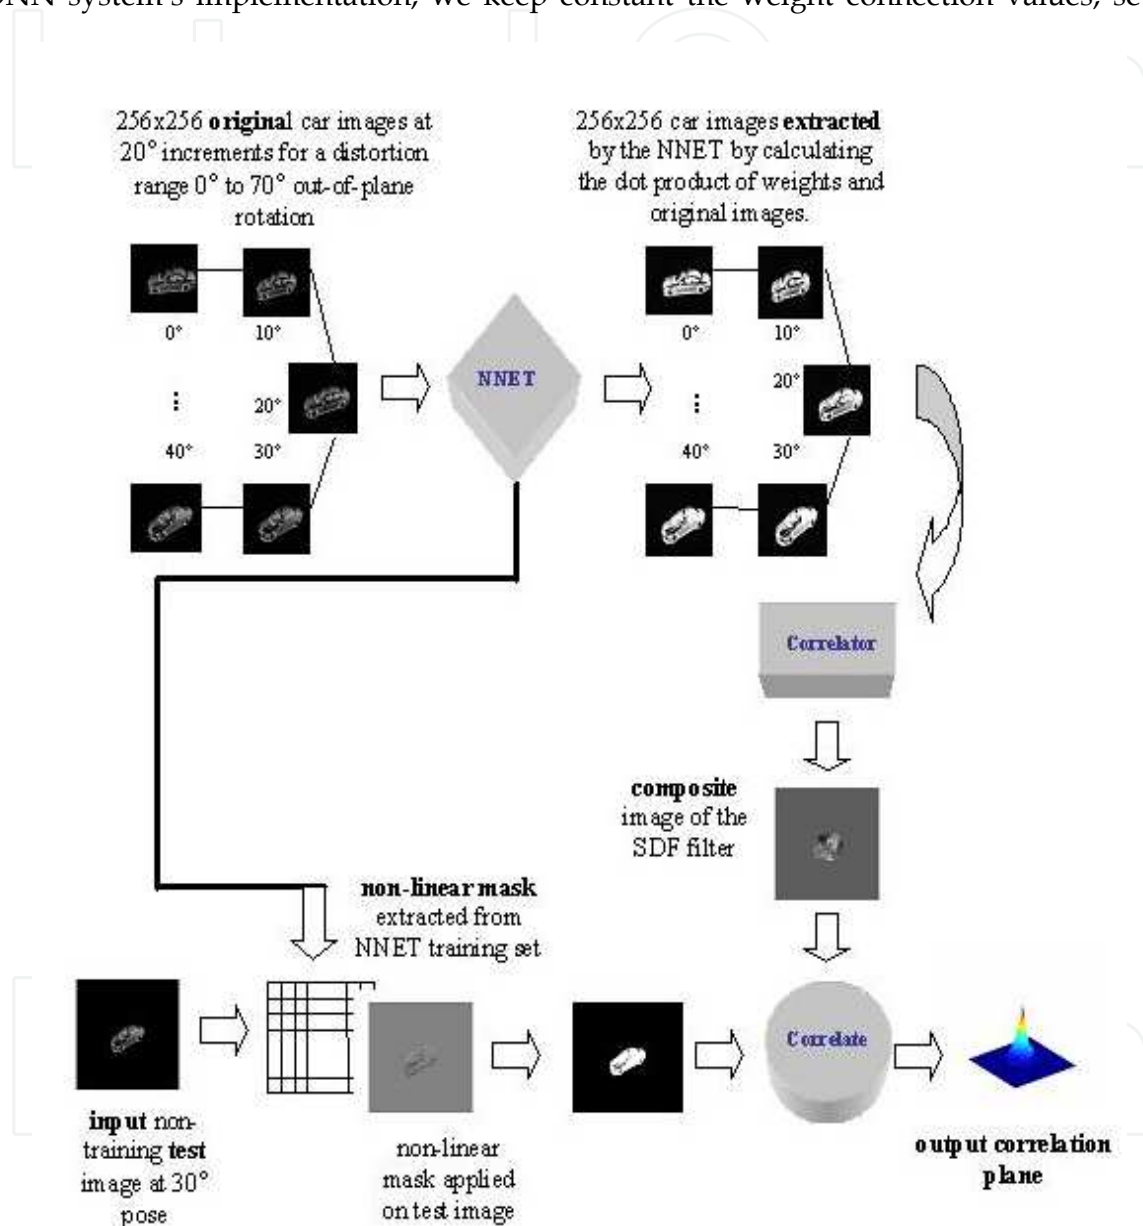 NN system's implementation, we keep constant the weight connection values, se
256x256 original car images at
20° increments for a distortion
range 0° to 70° out-of-plane
rotation
256x256 car images extracted
by the NNET by calculating
the dot product of weights and
original images.
0°
10°
20°
30°
40°
NNET
0°
10°
20°
30°
40°
Correlator
composite
image of the
SDF filter
non-linear mask
extracted from
NNET training set
Correlate
input non-
training test
image at 30°
pose
non-linear
mask applied
on test image
output correlation
plane